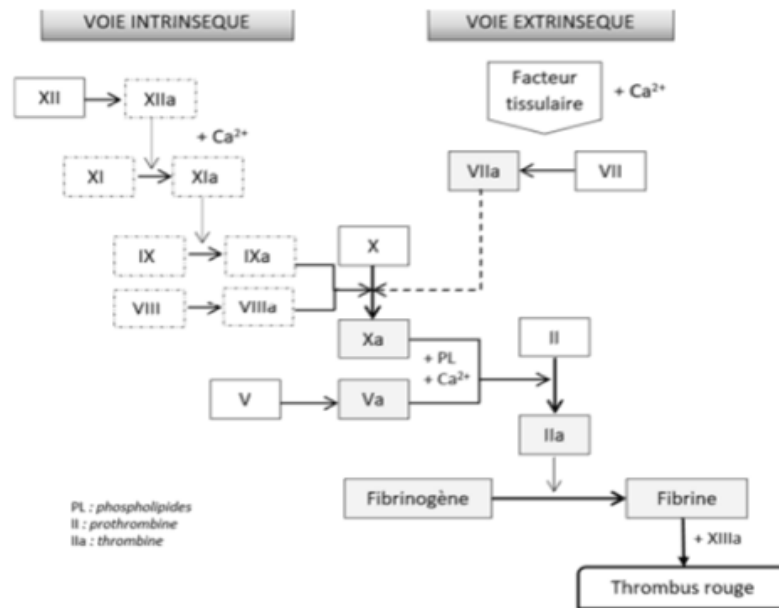 VOIE INTRINSEQUE
VOIE EXTRINSEQUE
XII
XIIa
Facteur
tissulaire
+ Ca²⁺
+ Ca²⁺
XI
XIa
VIIa
VII
IX
IXa
X
VIII
VIIIa
Xa
II
+ PL
+ Ca²⁺
V
Va
IIa
Fibrinogène
Fibrine
PL : phospholipides
II : prothrombine
IIa : thrombine
+ XIIIa
Thrombus rouge